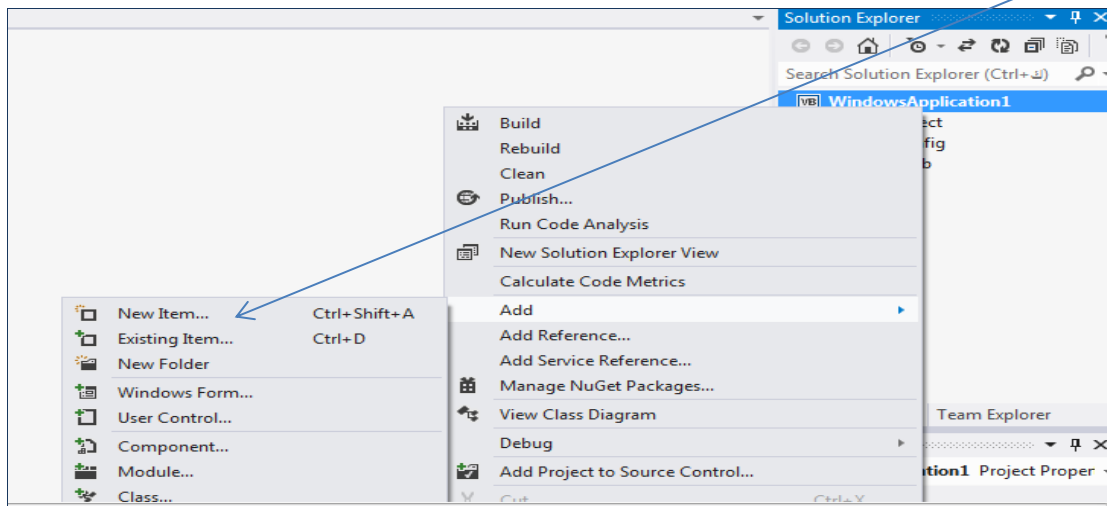 Solution Explorer
Search Solution Explorer (Ctrl+ك)
VB WindowsApplication1
Build
Rebuild
Clean
Publish...
Run Code Analysis
New Solution Explorer View
Calculate Code Metrics
Add
Add Reference...
Add Service Reference...
Manage NuGet Packages...
View Class Diagram
Debug
Add Project to Source Control...
Cut Ctrl+X
New Item... Ctrl+Shift+A
Existing Item... Ctrl+D
New Folder
Windows Form...
User Control...
Component...
Module...
Class...
ect
fig
b
Team Explorer
tion1 Project Proper